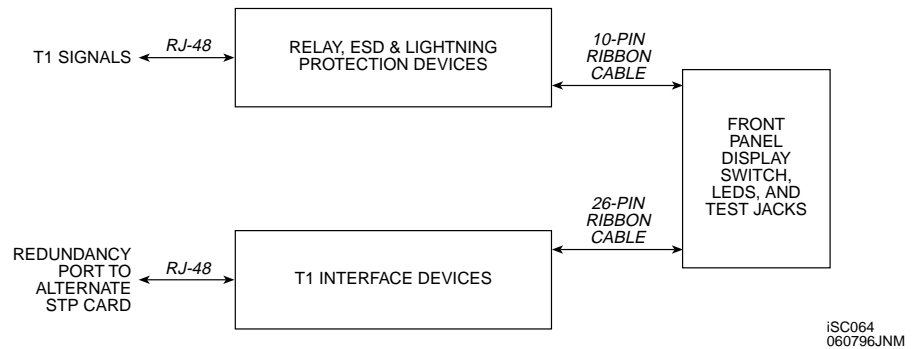 T1 SIGNALS
RJ-48
RELAY, ESD & LIGHTNING
PROTECTION DEVICES
10-PIN
RIBBON
CABLE
FRONT
PANEL
DISPLAY
SWITCH,
LEDS, AND
TEST JACKS
REDUNDANCY
PORT TO
ALTERNATE
STP CARD
RJ-48
T1 INTERFACE DEVICES
26-PIN
RIBBON
CABLE
iSC064
060796JNM